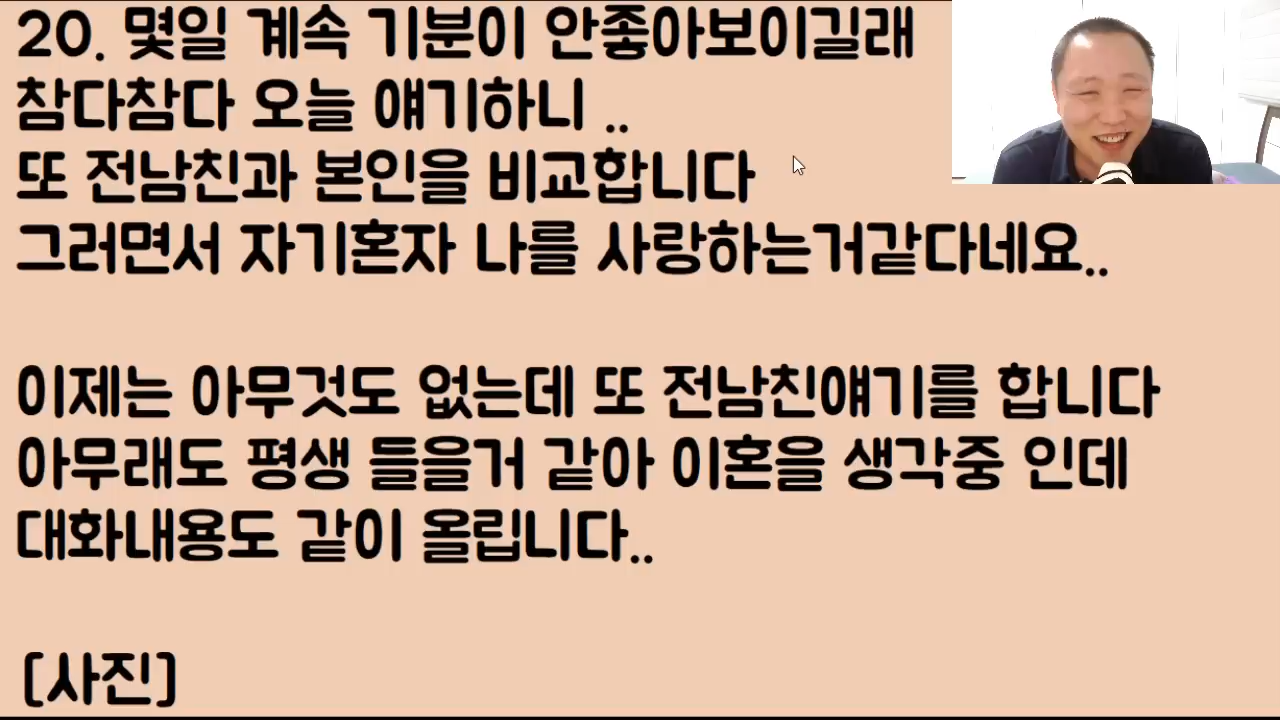 20. 몇일 계속 기분이 안좋아보이길래
참다참다 오늘 얘기하니 ..
또 전남친과 본인을 비교합니다
그러면서 자기혼자 나를 사랑하는거같다네요..
이제는 아무것도 없는데 또 전남친얘기를 합니다
아무래도 평생 들을거 같아 이혼을 생각중 인데
대화내용도 같이 올립니다..
[사진]